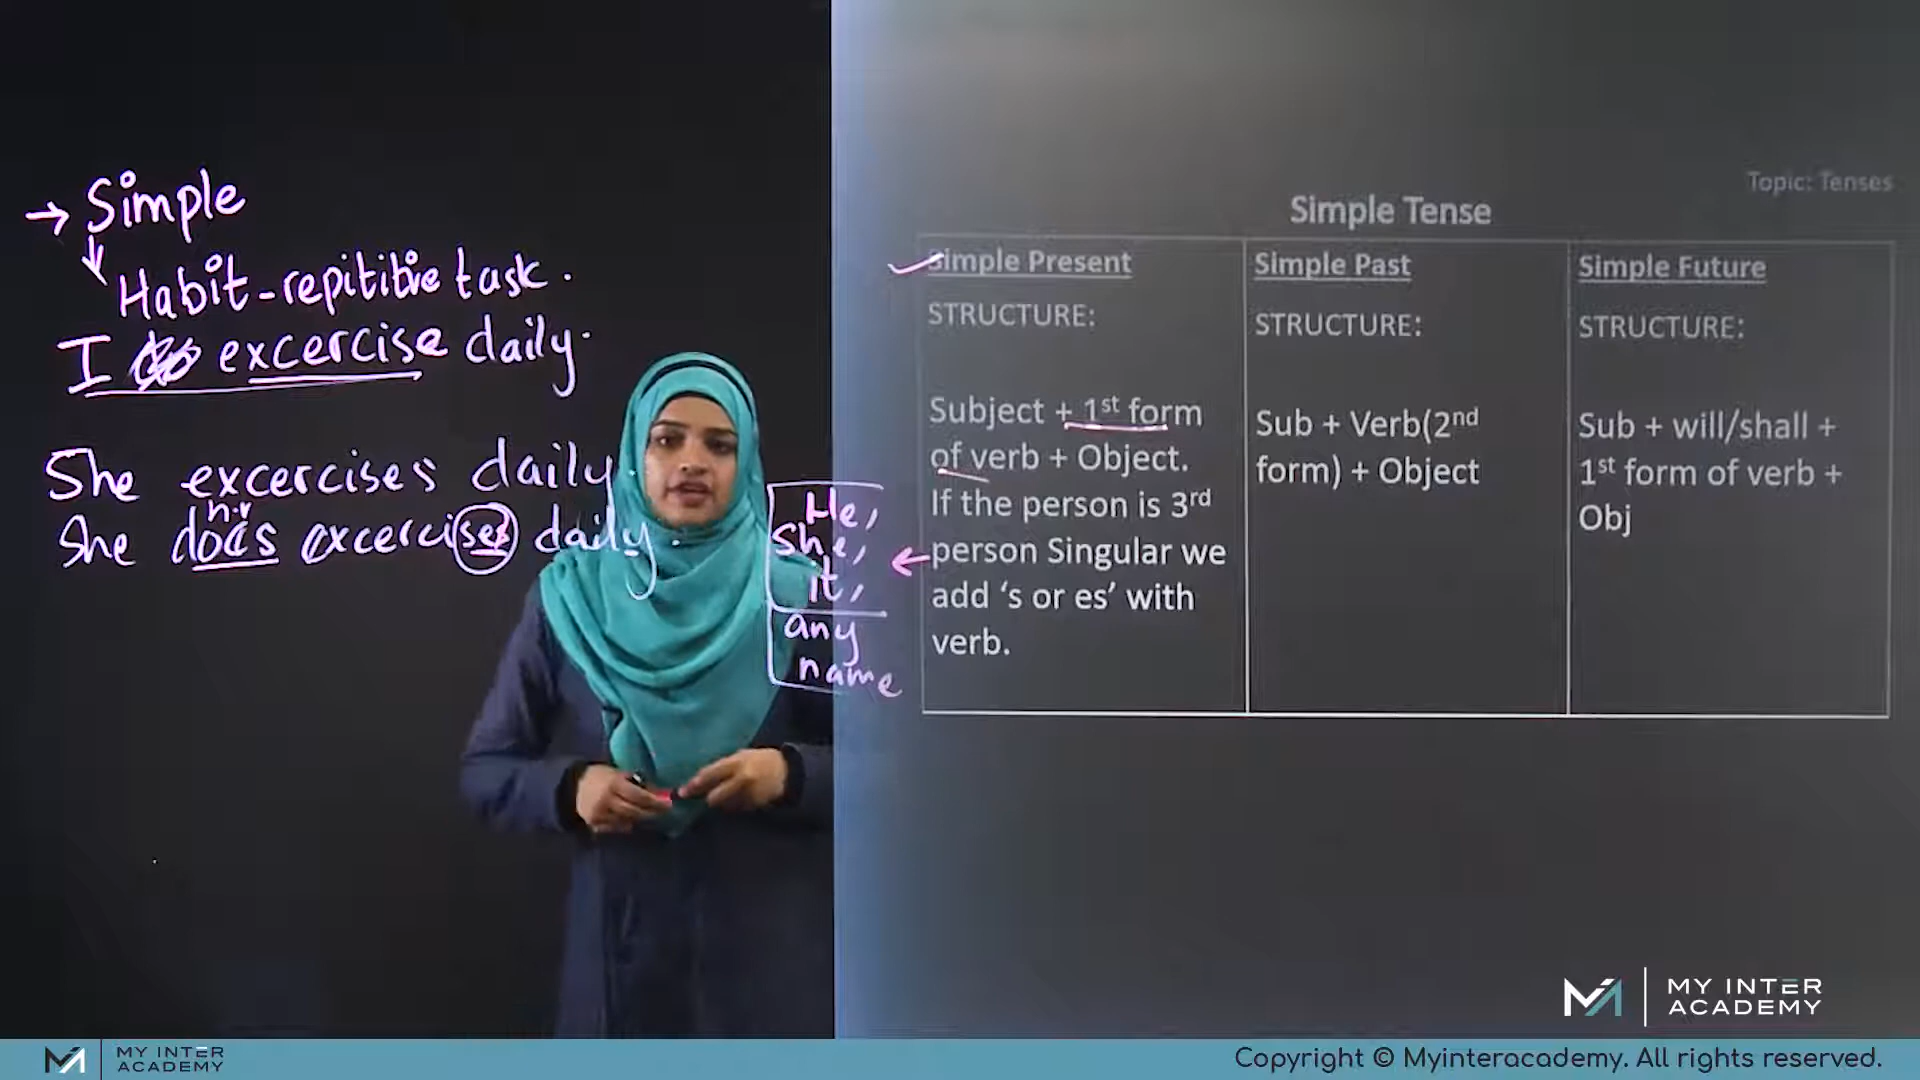 → Simple
Habit - repititive task.
I excercise daily.
She excercises daily.
h.v
She does excercises daily.
He,
She,
it,
any
name
Topic: Tenses
Simple Tense
Simple Present
STRUCTURE:
Subject + 1st form
of verb + Object.
If the person is 3rd
person Singular we
add ‘s or es’ with
verb.
Simple Past
STRUCTURE:
Sub + Verb(2nd
form) + Object
Simple Future
STRUCTURE:
Sub + will/shall +
1st form of verb +
Obj
MY INTER
ACADEMY
MY INTER
ACADEMY
Copyright © Myinteracademy. All rights reserved.